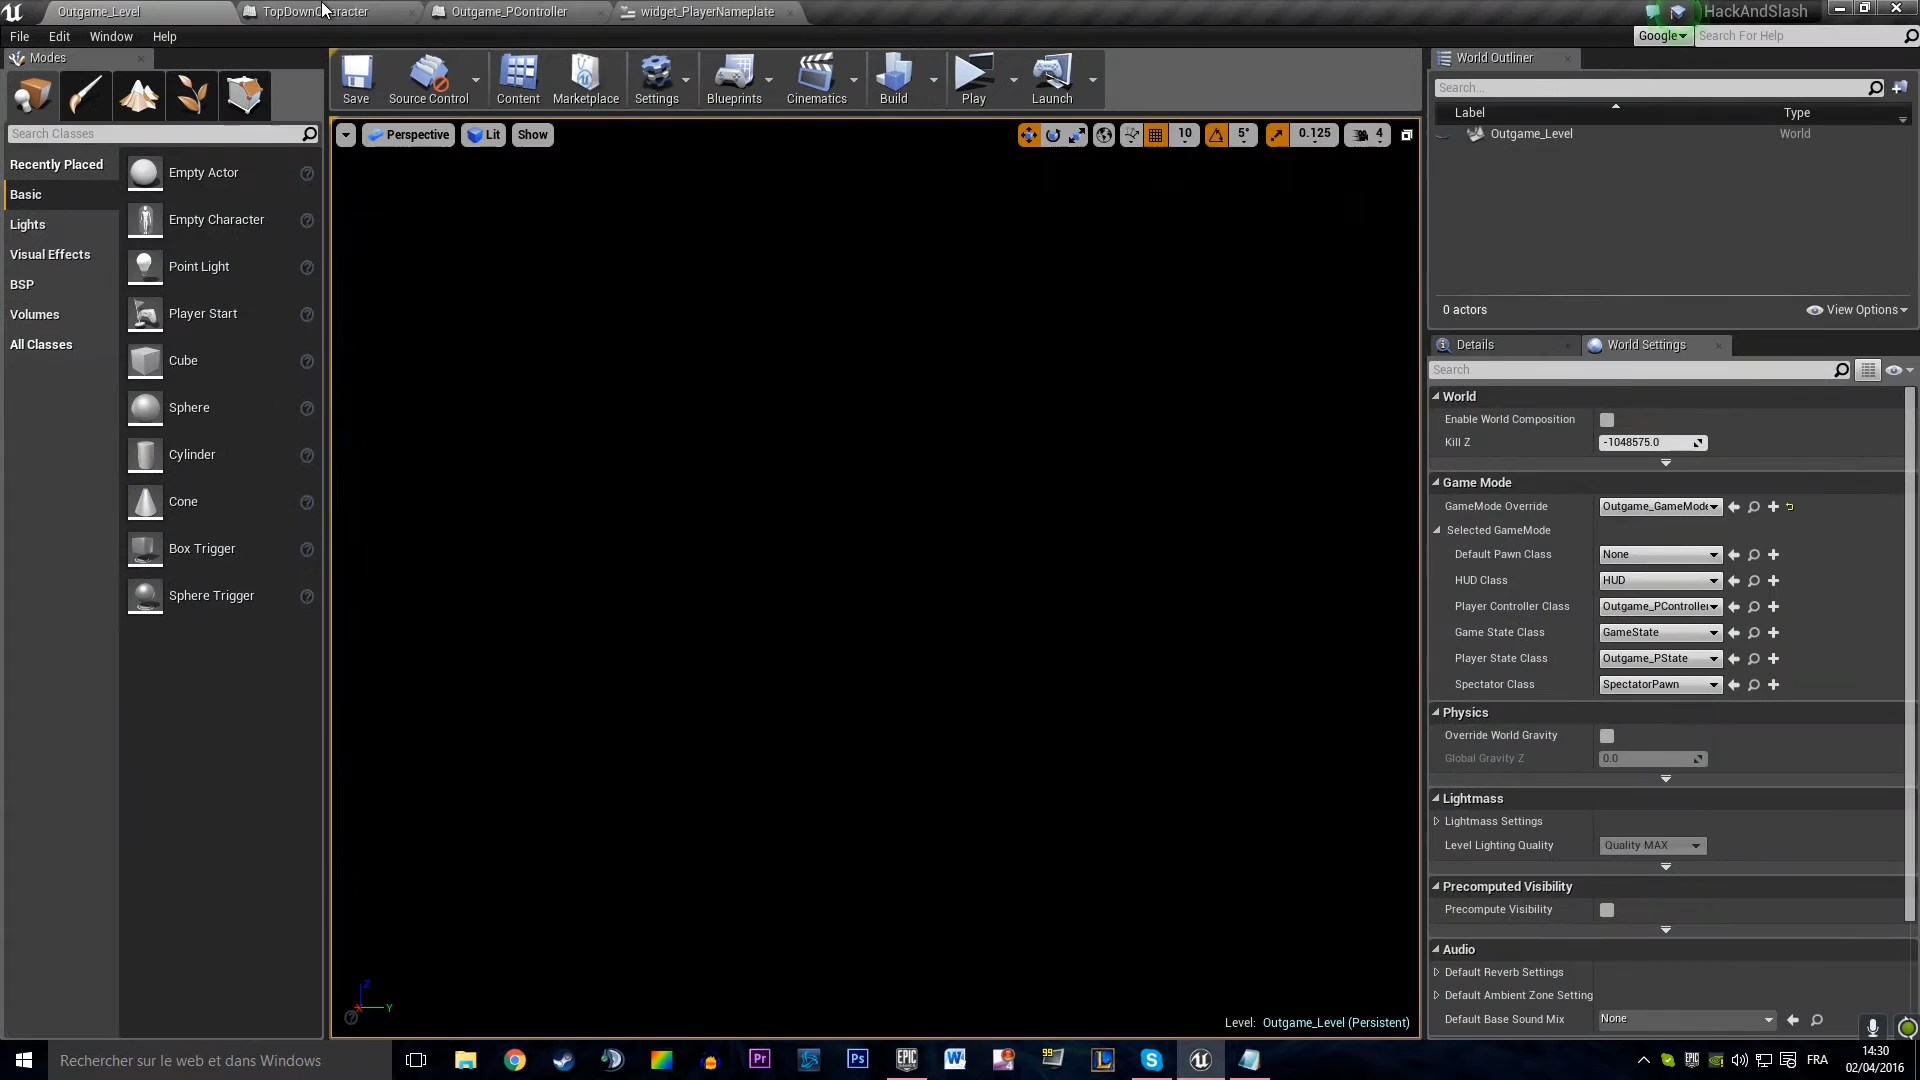 Outgame_Level
TopDownCharacter
Outgame_PController
widget_PlayerNameplate
HackAndSlash
File
Edit
Window
Help
Google
Search For Help
Modes
Save
Source Control
Content
Marketplace
Settings
Blueprints
Cinematics
Build
Play
Launch
World Outliner
Search...
Label
Type
Outgame_Level
World
Search Classes
Perspective
Lit
Show
10
5°
0.125
4
Recently Placed
Basic
Lights
Visual Effects
BSP
Volumes
All Classes
Empty Actor
Empty Character
Point Light
Player Start
Cube
Sphere
Cylinder
Cone
Box Trigger
Sphere Trigger
0 actors
View Options
Details
World Settings
Search
World
Enable World Composition
Kill Z
-1048575.0
Game Mode
GameMode Override
Outgame_GameMode
Selected GameMode
Default Pawn Class
None
HUD Class
HUD
Player Controller Class
Outgame_PController
Game State Class
GameState
Player State Class
Outgame_PState
Spectator Class
SpectatorPawn
Physics
Override World Gravity
Global Gravity Z
0.0
Lightmass
Lightmass Settings
Level Lighting Quality
Quality MAX
Precomputed Visibility
Precompute Visibility
Audio
Default Reverb Settings
Default Ambient Zone Setting
Default Base Sound Mix
None
Z
X
Y
Level: Outgame_Level (Persistent)
Rechercher sur le web et dans Windows
Pr
Ps
EPIC
GAMES
99
L
FRA
14:30
02/04/2016